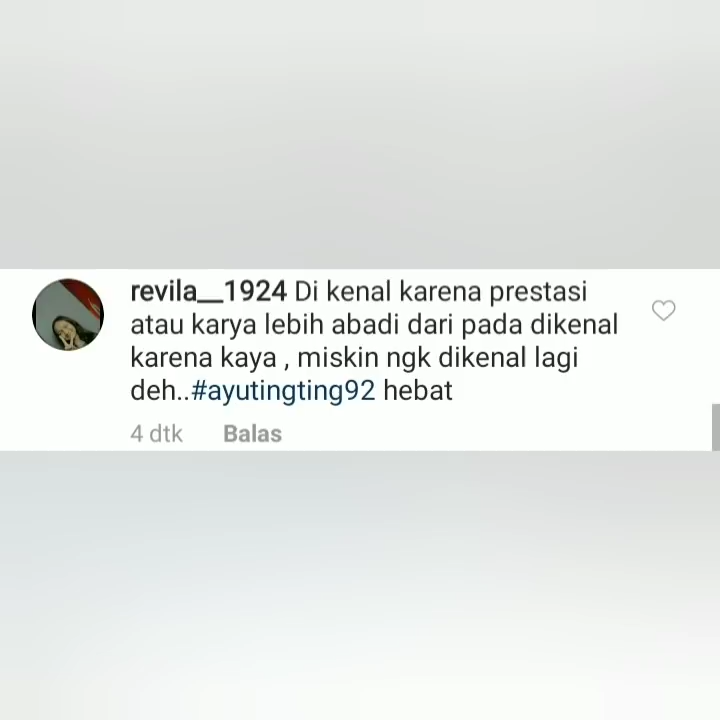 revila__1924 Di kenal karena prestasi
atau karya lebih abadi dari pada dikenal
karena kaya , miskin ngk dikenal lagi
deh..#ayutingting92 hebat
4 dtk Balas